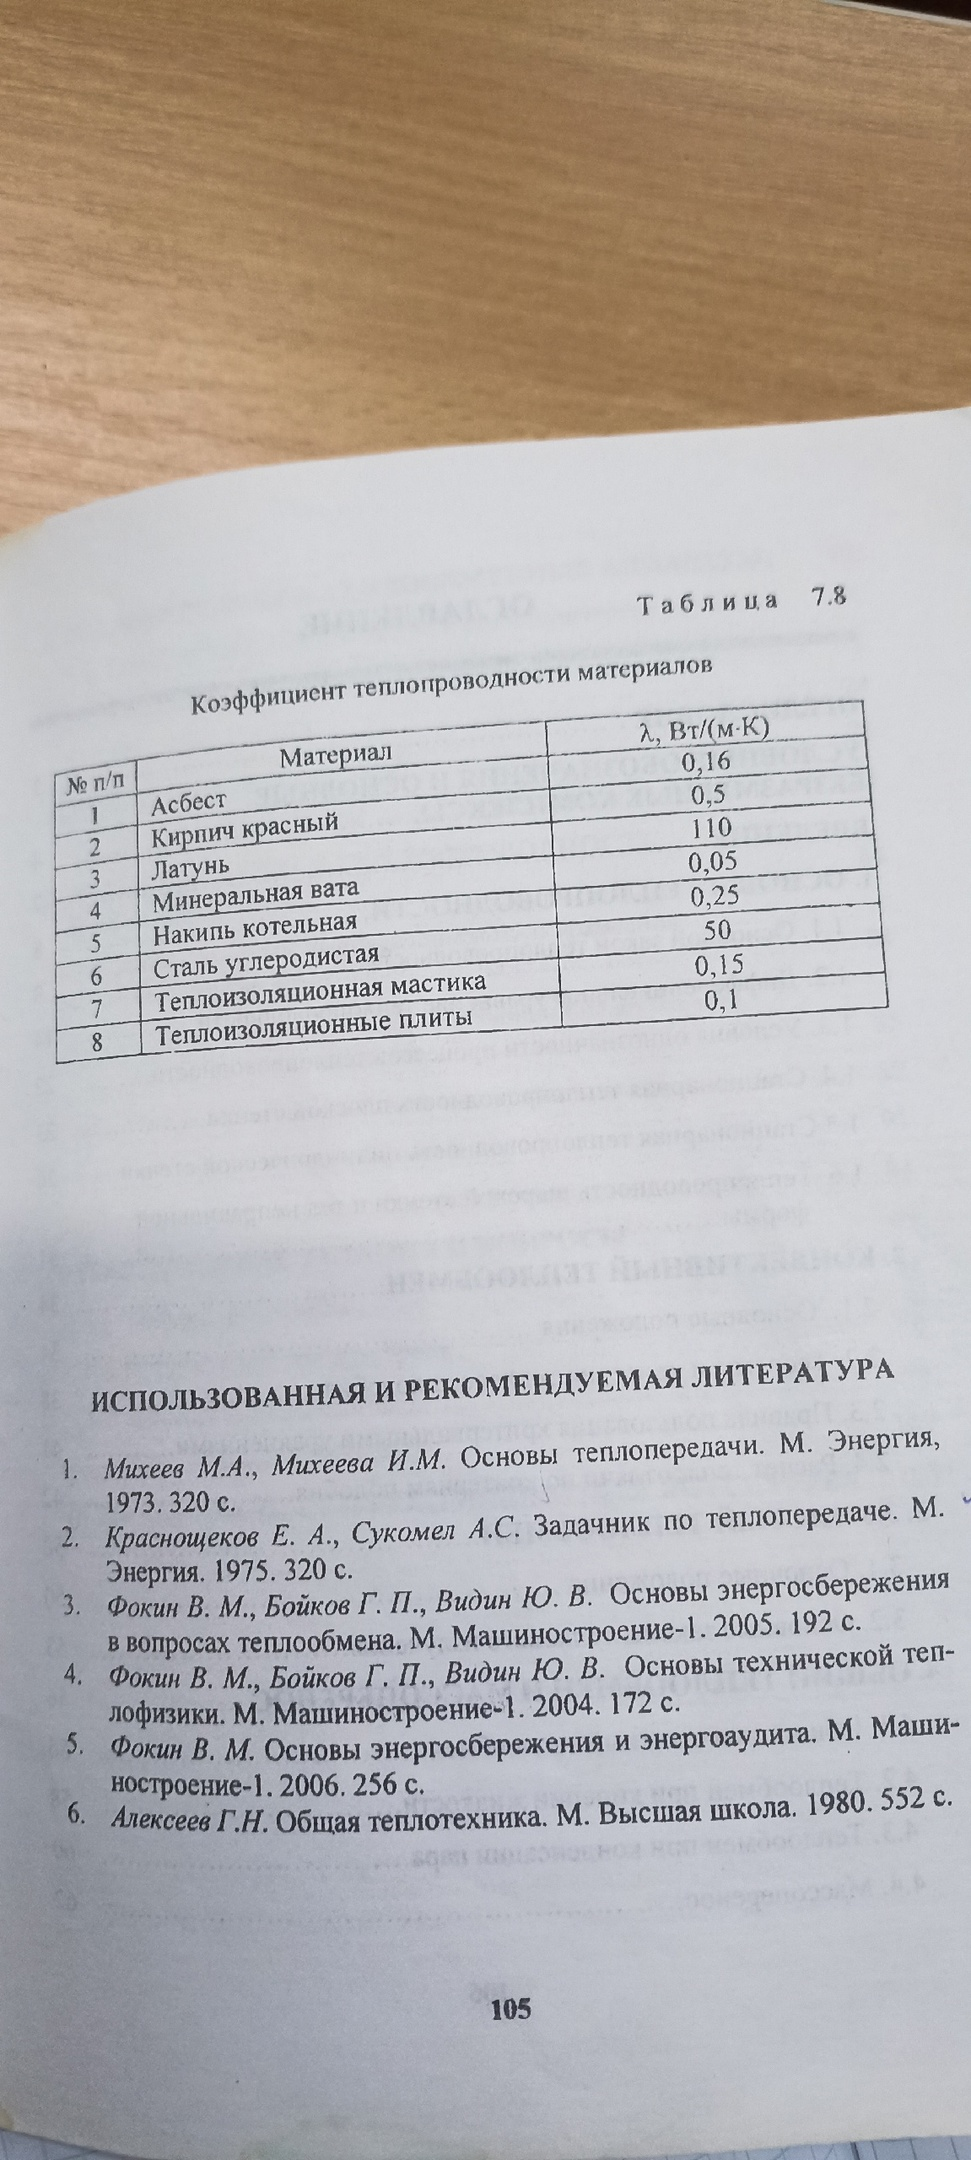 Таблица 7.8
Коэффициент теплопроводности материалов
№ п/п Материал λ, Вт/(м·К)
1 Асбест 0,16
2 Кирпич красный 0,5
3 Латунь 110
4 Минеральная вата 0,05
5 Накипь котельная 0,25
6 Сталь углеродистая 50
7 Теплоизоляционная мастика 0,15
8 Теплоизоляционные плиты 0,1
ИСПОЛЬЗОВАННАЯ И РЕКОМЕНДУЕМАЯ ЛИТЕРАТУРА
1. Михеев М.А., Михеева И.М. Основы теплопередачи. М. Энергия,
1973. 320 с.
2. Краснощеков Е. А., Сукомел А.С. Задачник по теплопередаче. М.
Энергия. 1975. 320 с.
3. Фокин В. М., Бойков Г. П., Видин Ю. В. Основы энергосбережения
в вопросах теплообмена. М. Машиностроение-1. 2005. 192 с.
4. Фокин В. М., Бойков Г. П., Видин Ю. В. Основы технической теп-
лофизики. М. Машиностроение-1. 2004. 172 с.
5. Фокин В. М. Основы энергосбережения и энергоаудита. М. Маши-
ностроение-1. 2006. 256 с.
6. Алексеев Г.Н. Общая теплотехника. М. Высшая школа. 1980. 552 с.
105